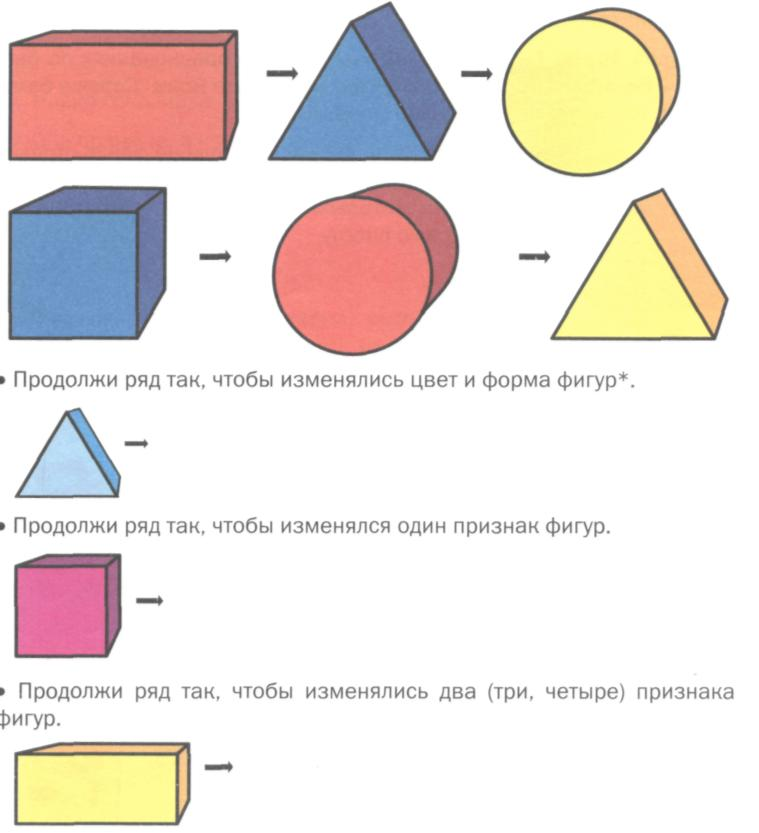 • Продолжи ряд так, чтобы изменялись цвет и форма фигур*.
• Продолжи ряд так, чтобы изменялся один признак фигур.
• Продолжи ряд так, чтобы изменялись два (три, четыре) признака
фигур.